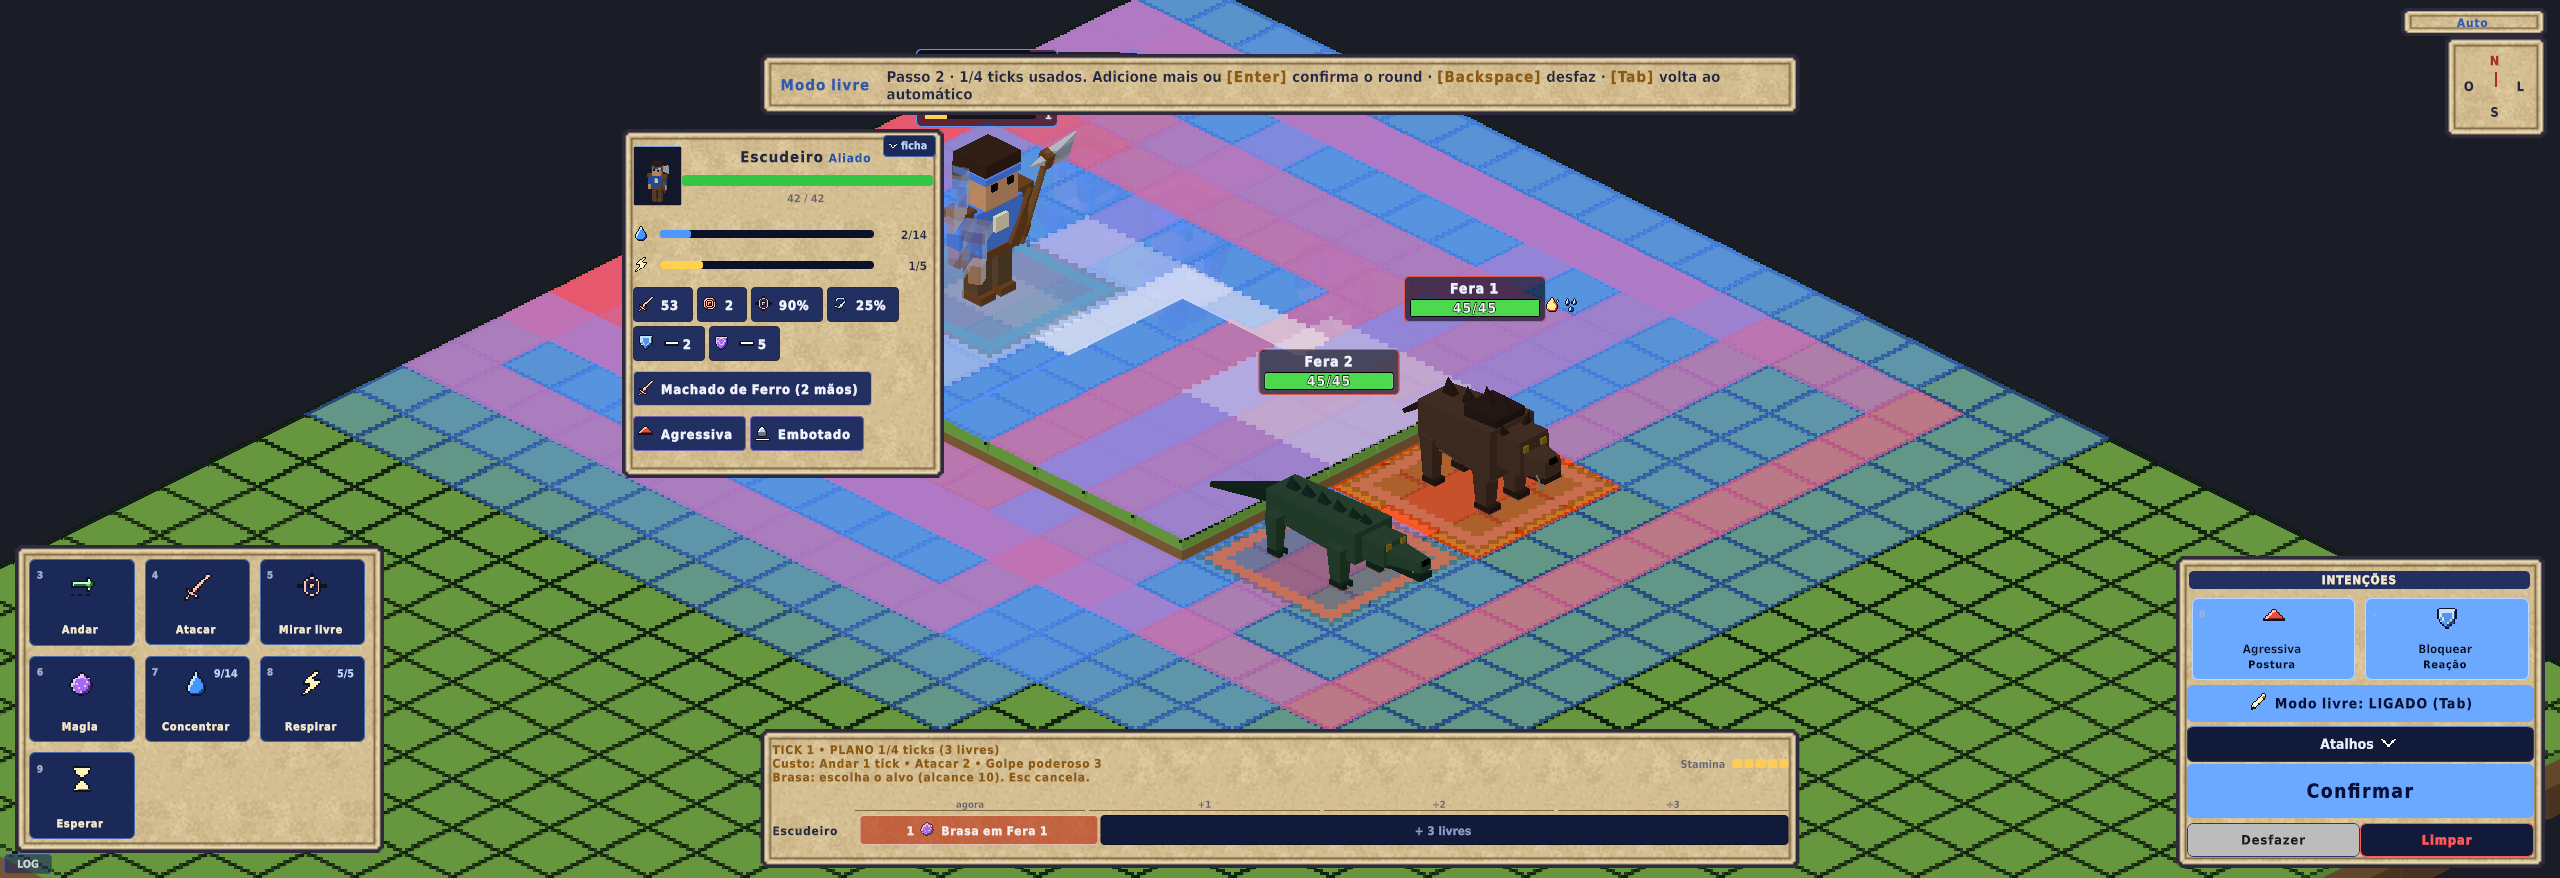 Auto
N
O L
S
Modo livre
Passo 2 · 1/4 ticks usados. Adicione mais ou [Enter] confirma o round · [Backspace] desfaz · [Tab] volta ao
automático
1
ficha
Escudeiro Aliado
42 / 42
2/14
1/5
53 2 90% 25%
—2 —5
Machado de Ferro (2 mãos)
Agressiva Embotado
Fera 1
45/45
Fera 2
45/45
3 Andar
4 Atacar
5 Mirar livre
6 Magia
7 9/14 Concentrar
8 5/5 Respirar
9 Esperar
LOG
TICK 1 • PLANO 1/4 ticks (3 livres)
Custo: Andar 1 tick • Atacar 2 • Golpe poderoso 3
Brasa: escolha o alvo (alcance 10). Esc cancela.
Stamina
agora +1 +2 +3
Escudeiro 1 Brasa em Fera 1 + 3 livres
INTENÇÕES
0
Agressiva
Postura
Bloquear
Reação
Modo livre: LIGADO (Tab)
Atalhos
Confirmar
Desfazer Limpar